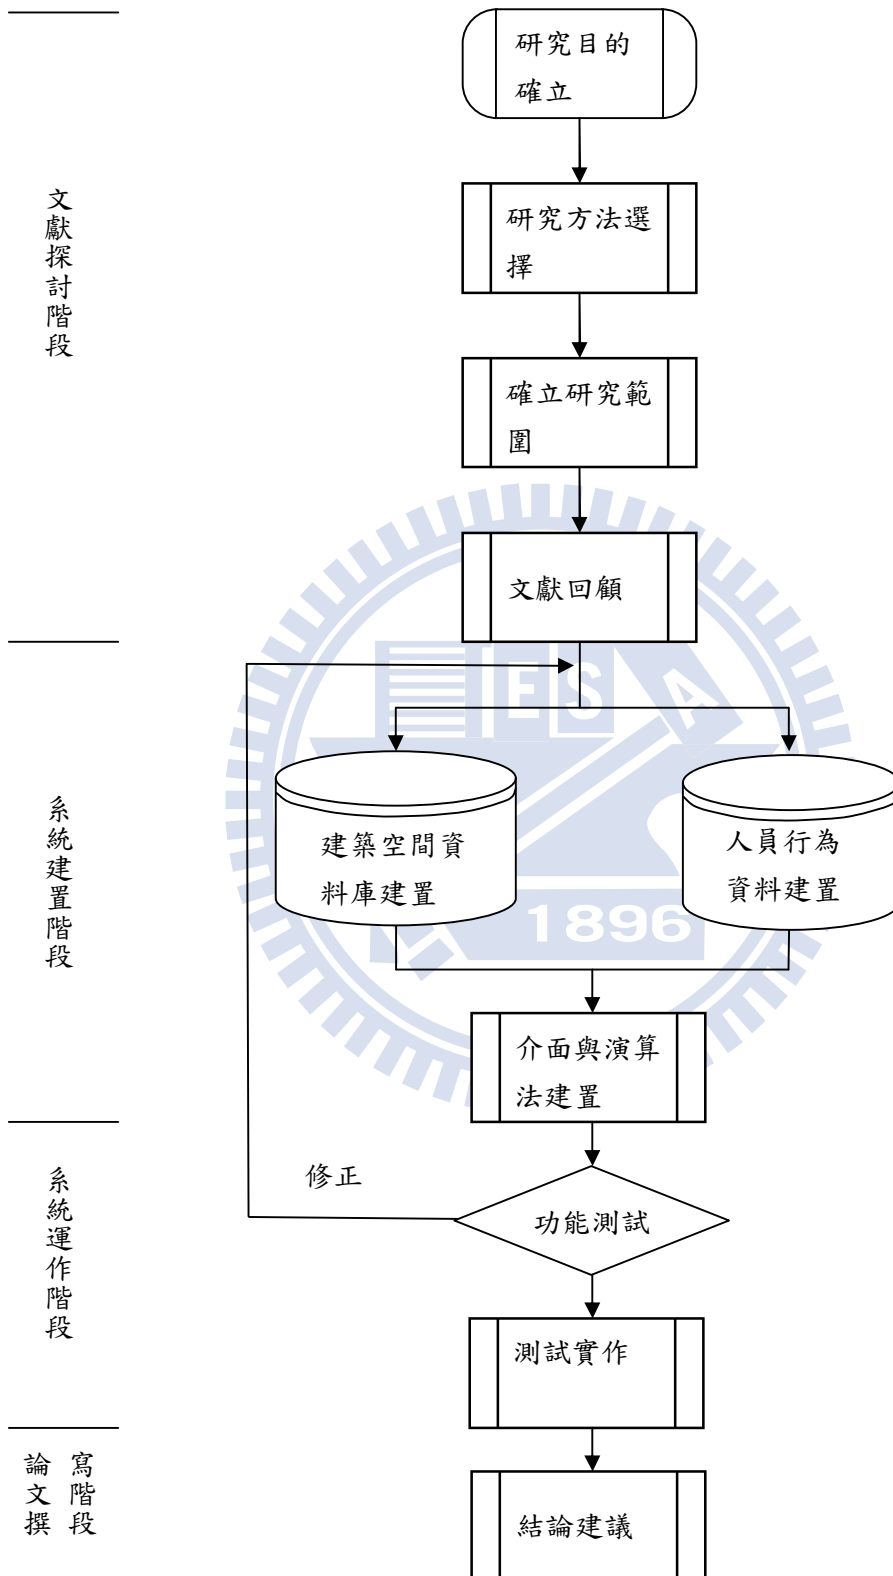 研究目的
確立
研究方法選
擇
文獻探討階段
確立研究範
圍
文獻回顧
ESA
建築空間資
料庫建置
人員行為
資料建置
系統建置階段
1896
介面與演算
法建置
修正
功能測試
系統運作階段
測試實作
論文撰
寫階段
結論建議